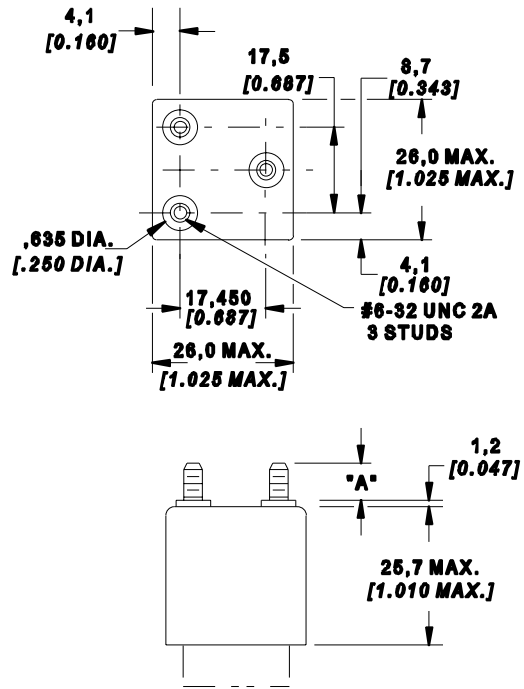 4,1
[0.160]
17,5
[0.687]
8,7
[0.343]
26,0 MAX.
[1.025 MAX.]
,635 DIA.
[.250 DIA.]
4,1
[0.160]
17,450
[0.687]
#6-32 UNC 2A
3 STUDS
26,0 MAX.
[1.025 MAX.]
1,2
[0.047]
"A"
25,7 MAX.
[1.010 MAX.]